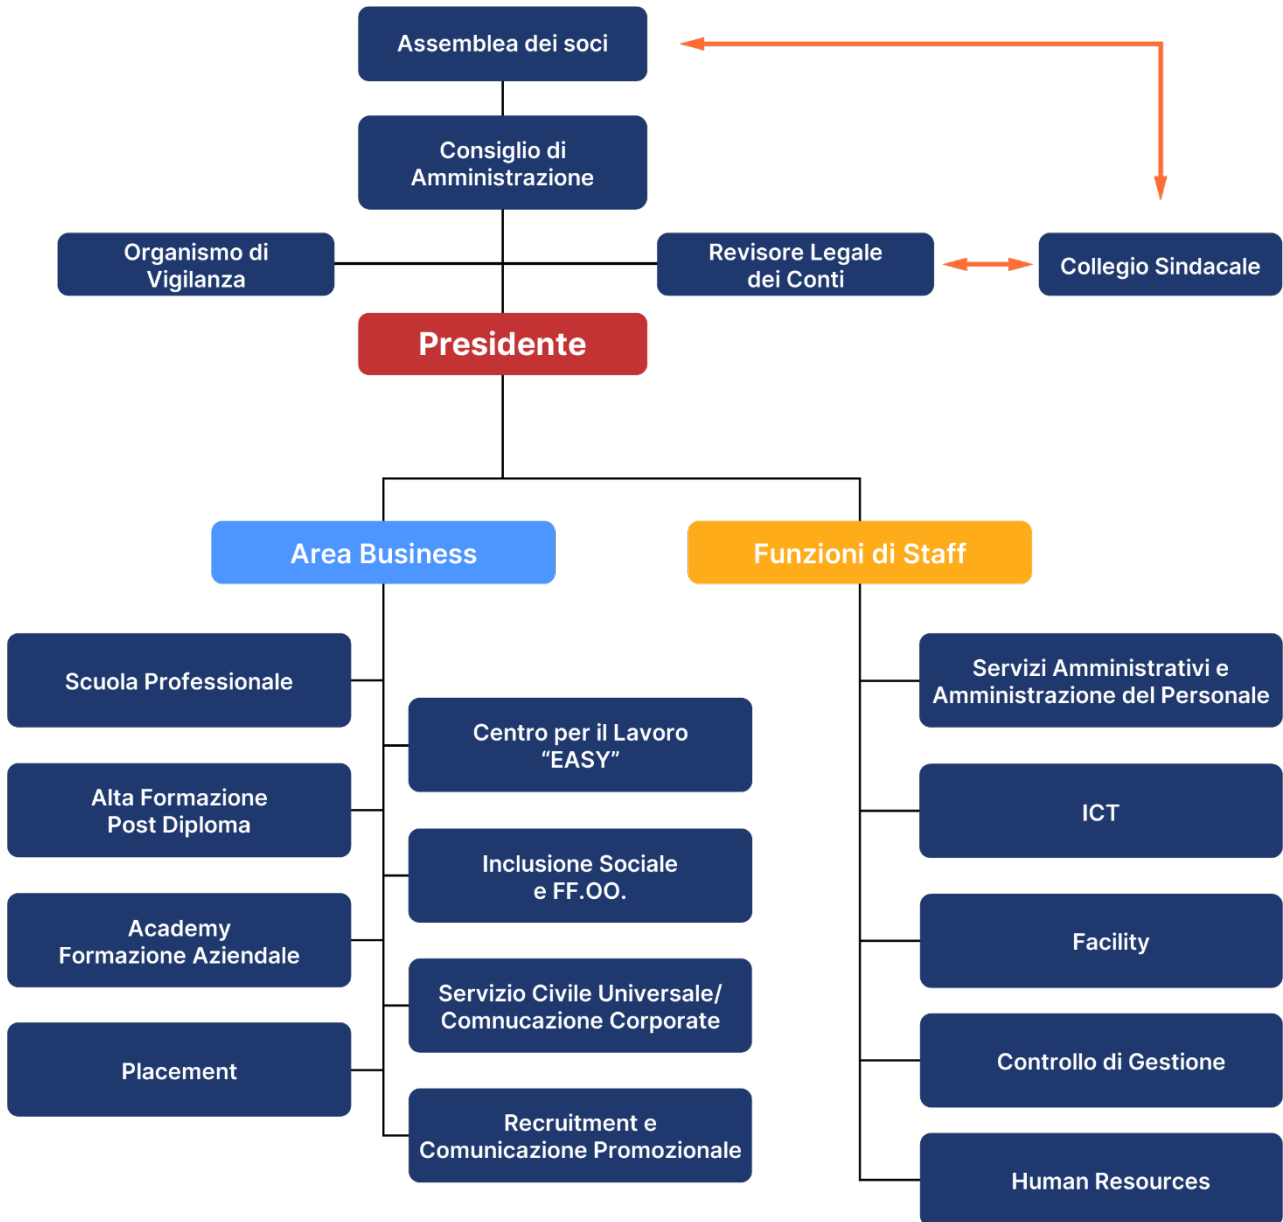 Assemblea dei soci
Consiglio di
Amministrazione
Organismo di
Vigilanza
Revisore Legale
dei Conti
Collegio Sindacale
Presidente
Area Business
Funzioni di Staff
Scuola Professionale
Centro per il Lavoro
“EASY”
Alta Formazione
Post Diploma
Inclusione Sociale
e FF.OO.
Academy
Formazione Aziendale
Servizio Civile Universale/
Comnucazione Corporate
Placement
Recruitment e
Comunicazione Promozionale
Servizi Amministrativi e
Amministrazione del Personale
ICT
Facility
Controllo di Gestione
Human Resources